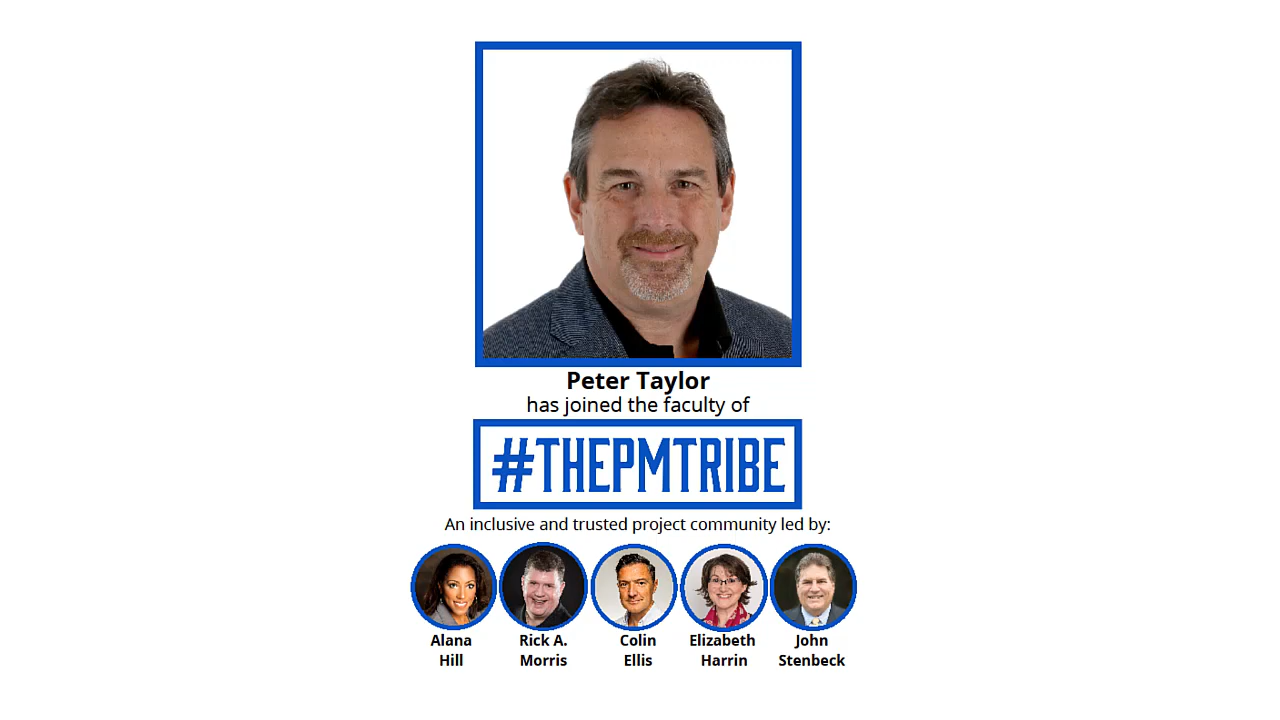 Peter Taylor
has joined the faculty of
#THEPMTRIBE
An inclusive and trusted project community led by:
Alana Hill
Rick A. Morris
Colin Ellis
Elizabeth Harrin
John Stenbeck